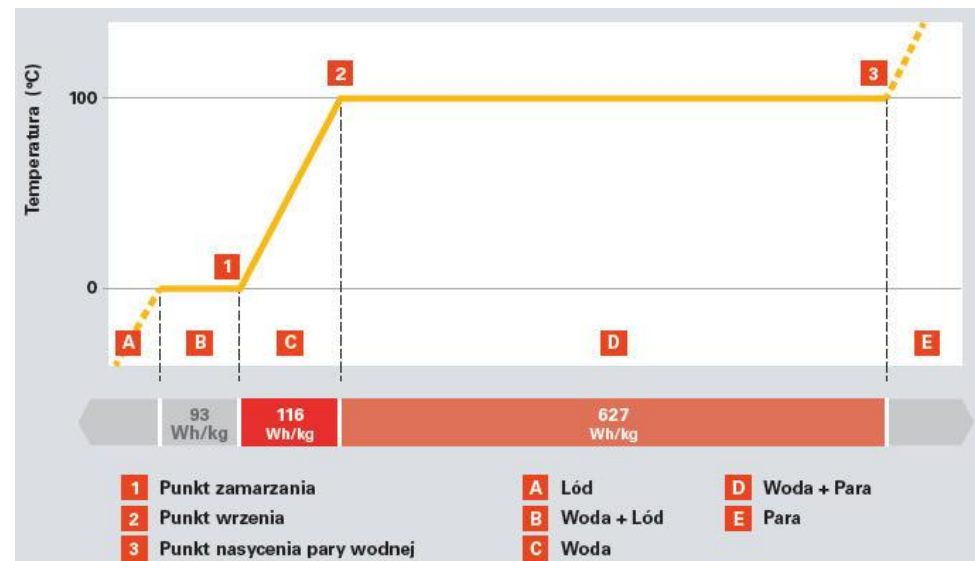 Temperatura (°C)
100
0
1
2
3
A
B
C
D
E
93
Wh/kg
116
Wh/kg
627
Wh/kg
1 Punkt zamarzania
2 Punkt wrzenia
3 Punkt nasycenia pary wodnej
A Lód
B Woda + Lód
C Woda
D Woda + Para
E Para